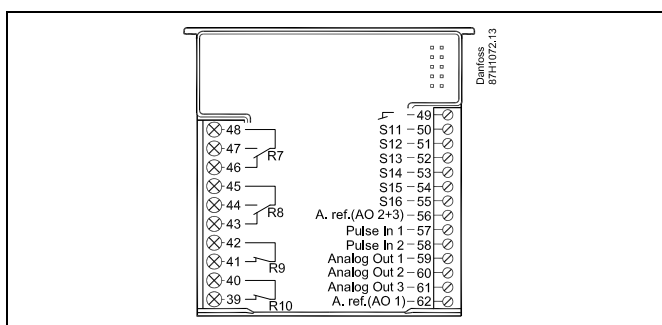 Danfoss
87H1072.13
48
47
R7
46
45
44
R8
43
42
41
R9
40
39
R10
49
S11 50
S12 51
S13 52
S14 53
S15 54
S16 55
A. ref.(AO 2+3) 56
Pulse In 1 57
Pulse In 2 58
Analog Out 1 59
Analog Out 2 60
Analog Out 3 61
A. ref.(AO 1) 62